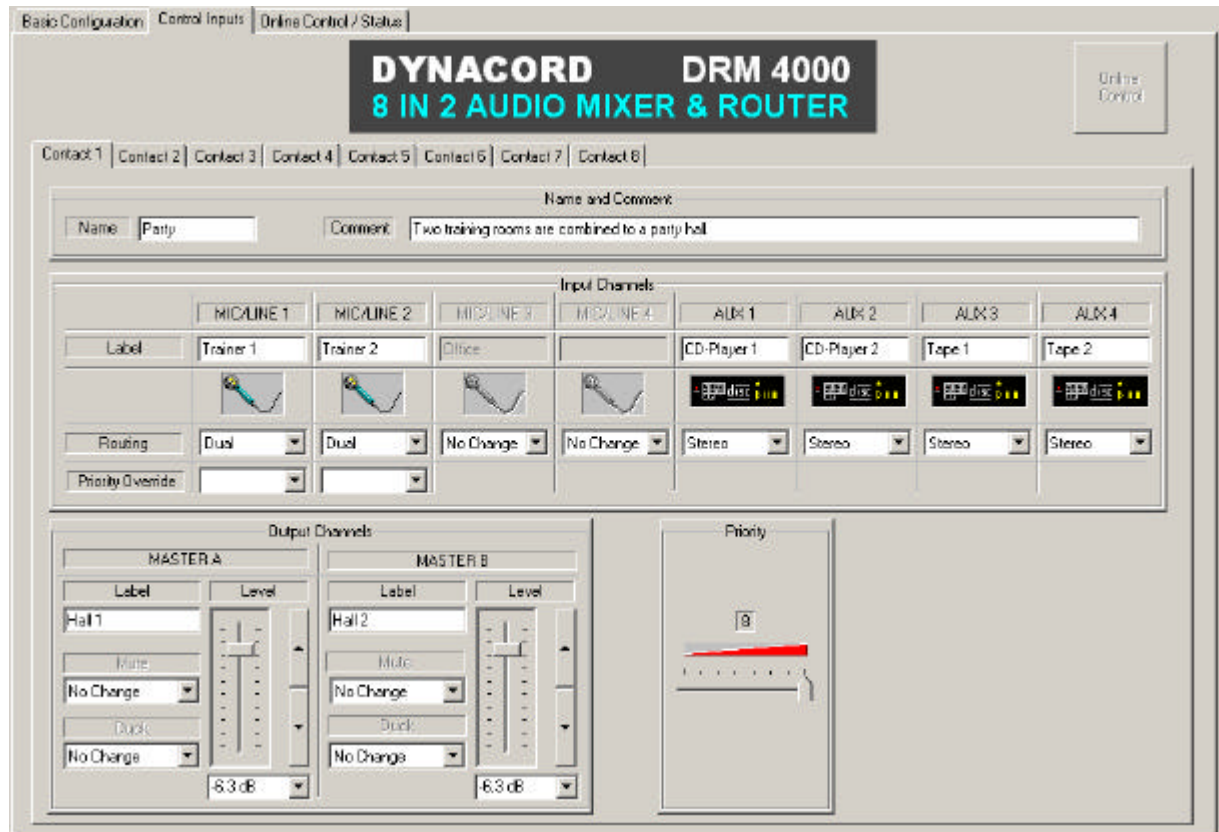 Basic Configuration Control Inputs Online Control / Status
DYNACORD DRM 4000
8 IN 2 AUDIO MIXER & ROUTER
Online
Control
Contact 1 Contact 2 Contact 3 Contact 4 Contact 5 Contact 6 Contact 7 Contact 8
Name and Comment
Name Party Comment Two training rooms are combined to a party hall.
Input Channels
MIC/LINE 1 MIC/LINE 2 MIC/LINE 3 MIC/LINE 4 AUX 1 AUX 2 AUX 3 AUX 4
Label Trainer 1 Trainer 2 Office CD-Player 1 CD-Player 2 Tape 1 Tape 2
disc disc disc disc
Routing Dual Dual No Change No Change Stereo Stereo Stereo Stereo
Priority Override
Output Channels
MASTER A MASTER B
Label Level Label Level
Hall 1 Hall 2
Mute Mute
No Change No Change
Duck Duck
No Change No Change
-6.3 dB -6.3 dB
Priority
8